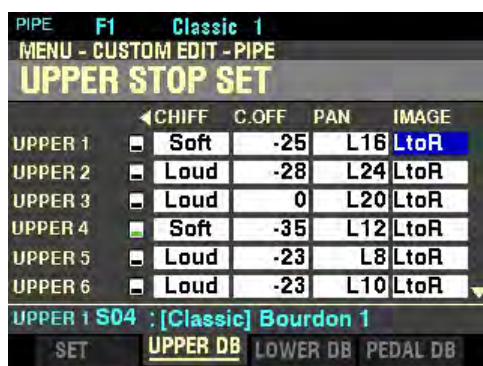 PIPE F1 Classic 1
MENU - CUSTOM EDIT - PIPE
UPPER STOP SET
CHIFF C.OFF PAN IMAGE
UPPER 1 Soft -25 L16 LtoR
UPPER 2 Loud -28 L24 LtoR
UPPER 3 Loud 0 L20 LtoR
UPPER 4 Soft -35 L12 LtoR
UPPER 5 Loud -23 L8 LtoR
UPPER 6 Loud -23 L10 LtoR
UPPER 1 S04 :[Classic] Bourdon 1
SET UPPER DB LOWER DB PEDAL DB